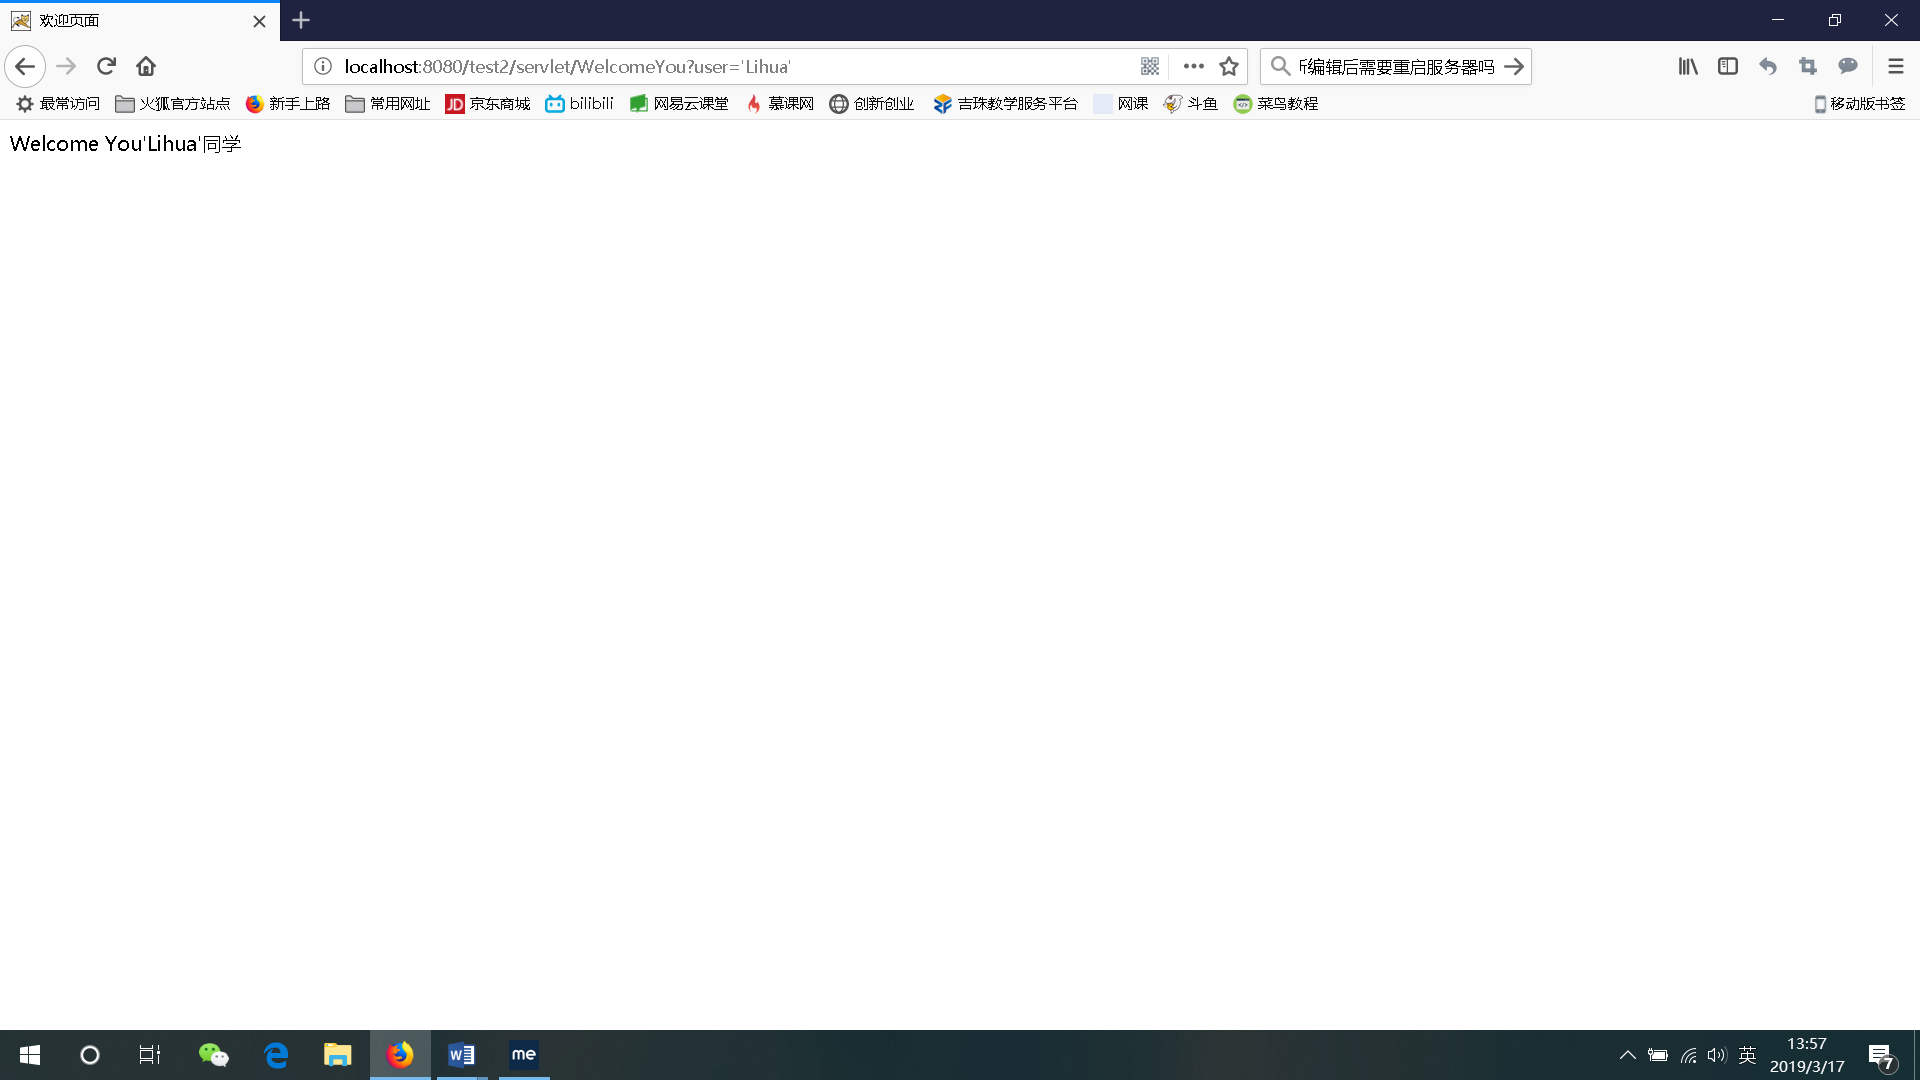 欢迎页面
localhost:8080/test2/servlet/WelcomeYou?user='Lihua'
编辑后需要重启服务器吗
最常访问 火狐官方站点 新手上路 常用网址 JD 京东商城 bilibili 网易云课堂 慕课网 创新创业 吉珠教学服务平台 网课 斗鱼 菜鸟教程 移动版书签
Welcome You'Lihua'同学
me
英
13:57
2019/3/17
7